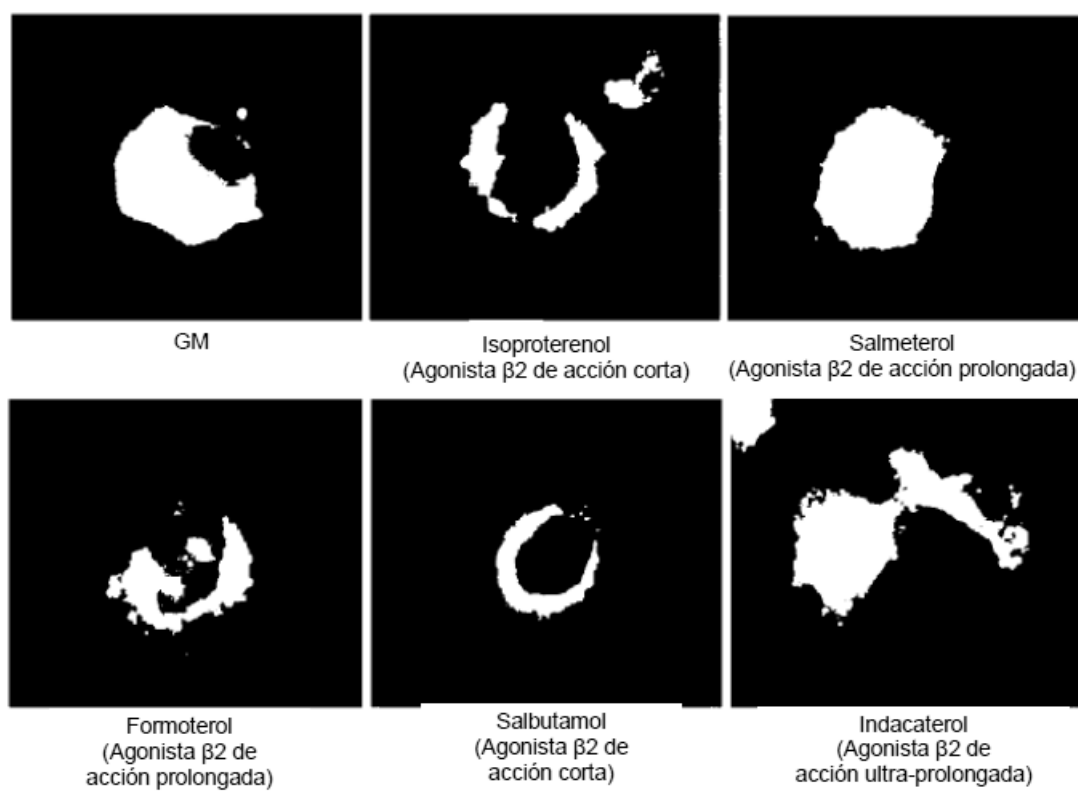 GM
Isoproterenol
(Agonista β2 de acción corta)
Salmeterol
(Agonista β2 de acción prolongada)
Formoterol
(Agonista β2 de
acción prolongada)
Salbutamol
(Agonista β2 de
acción corta)
Indacaterol
(Agonista β2 de
acción ultra-prolongada)